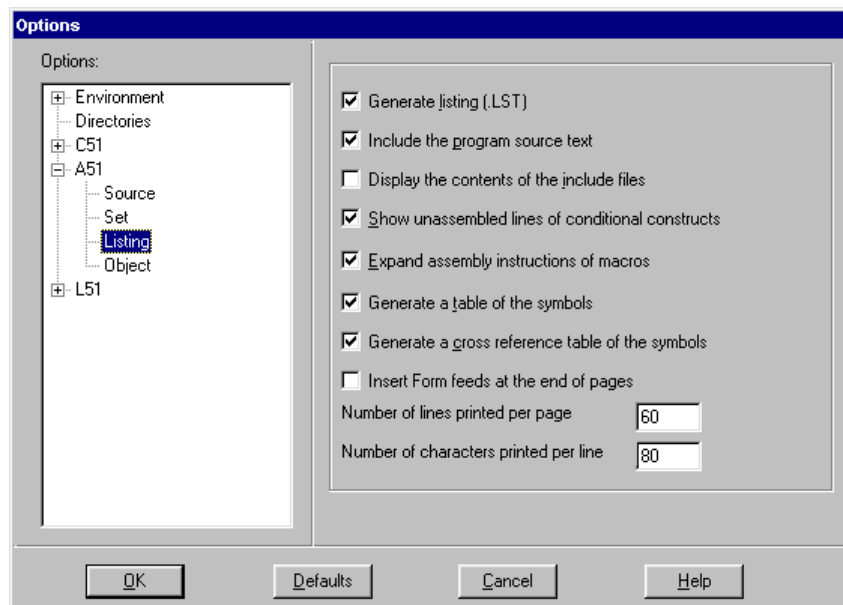 Options
Options:
Environment
Directories
C51
A51
Source
Set
Listing
Object
L51
Generate listing (.LST)
Include the program source text
Display the contents of the include files
Show unassembled lines of conditional constructs
Expand assembly instructions of macros
Generate a table of the symbols
Generate a cross reference table of the symbols
Insert Form feeds at the end of pages
Number of lines printed per page 60
Number of characters printed per line 80
OK Defaults Cancel Help